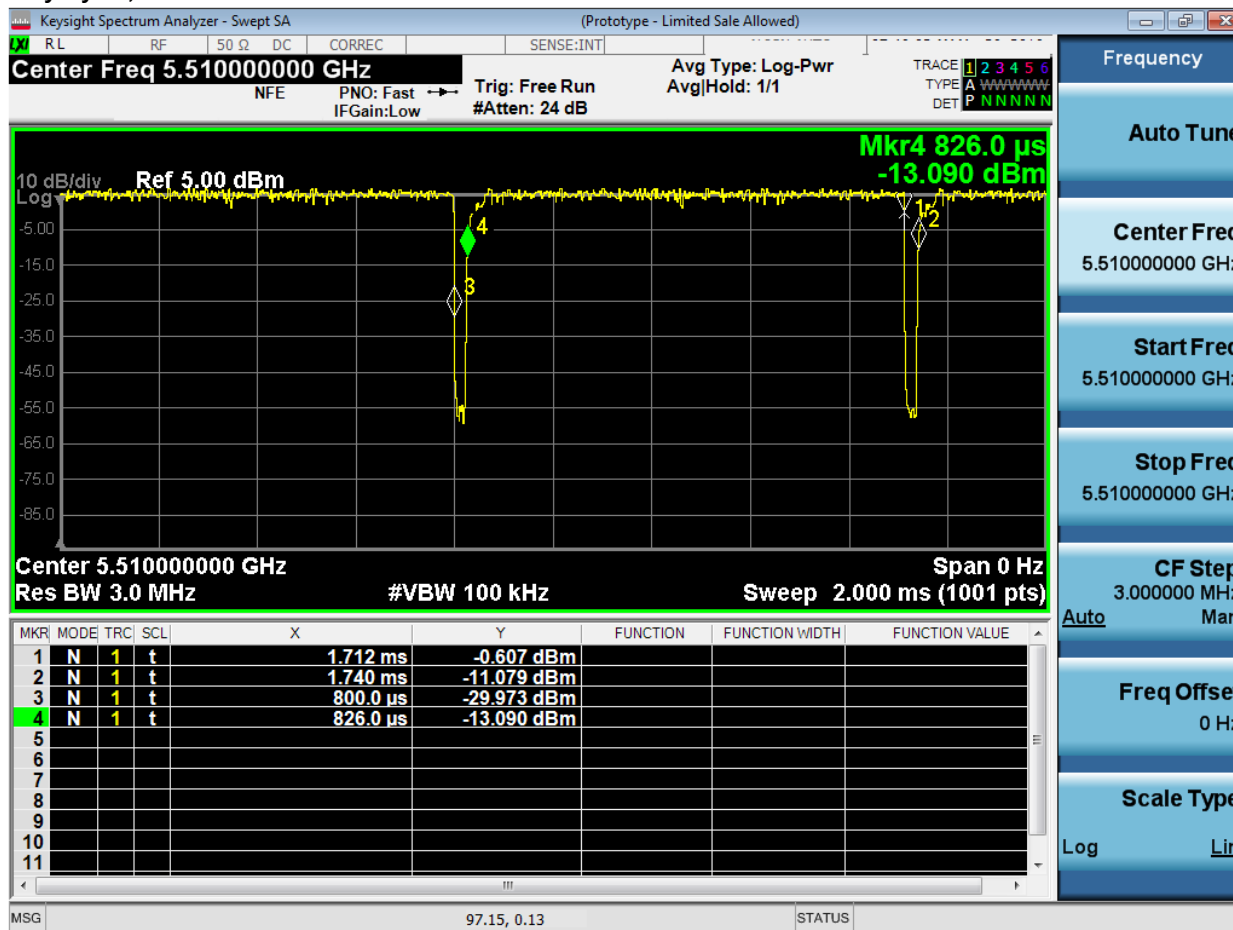 Keysight Spectrum Analyzer - Swept SA (Prototype - Limited Sale Allowed)
LXI RL RF 50 Ω DC CORREC SENSE:INT
Center Freq 5.510000000 GHz
NFE PNO: Fast
IFGain:Low
Trig: Free Run
#Atten: 24 dB
Avg Type: Log-Pwr
Avg|Hold: 1/1
TRACE 1 2 3 4 5 6
TYPE A WWWWW
DET P N N N N N
Mkr4 826.0 µs
-13.090 dBm
10 dB/div Ref 5.00 dBm
Log
1
2
-5.00
4
-15.0
3
-25.0
-35.0
-45.0
-55.0
-65.0
-75.0
-85.0
Center 5.510000000 GHz Span 0 Hz
Res BW 3.0 MHz #VBW 100 kHz Sweep 2.000 ms (1001 pts)
MKR MODE TRC SCL X Y FUNCTION FUNCTION WIDTH FUNCTION VALUE
1 N 1 t 1.712 ms -0.607 dBm
2 N 1 t 1.740 ms -11.079 dBm
3 N 1 t 800.0 µs -29.973 dBm
4 N 1 t 826.0 µs -13.090 dBm
5
6
7
8
9
10
11
MSG 97.15, 0.13 STATUS
Frequency
Auto Tune
Center Freq
5.510000000 GHz
Start Freq
5.510000000 GHz
Stop Freq
5.510000000 GHz
CF Step
3.000000 MHz
Auto Man
Freq Offset
0 Hz
Scale Type
Log Lin